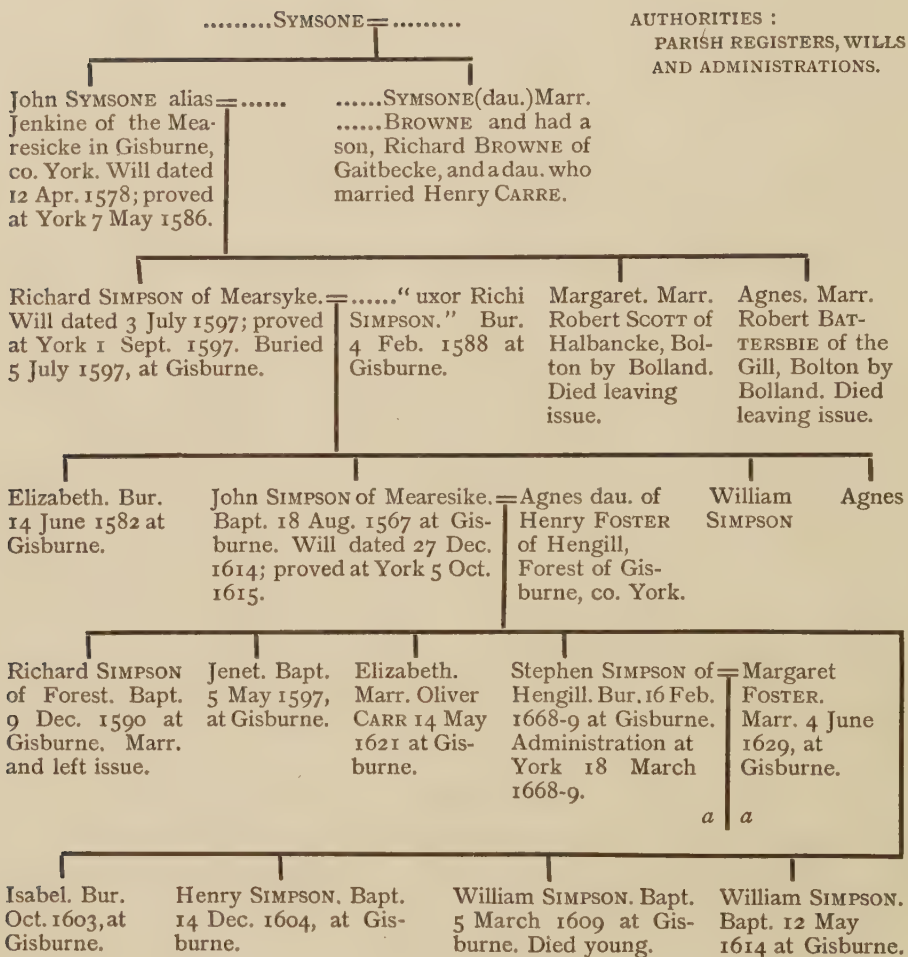 .........SYMSONE=.........
AUTHORITIES :
PARISH REGISTERS, WILLS
AND ADMINISTRATIONS.
John SYMSONE alias=......
Jenkine of the Mea-
resicke in Gisburne,
co. York. Will dated
12 Apr. 1578; proved
at York 7 May 1586.
......SYMSONE(dau.)Marr.
......BROWNE and had a
son, Richard BROWNE of
Gaitbecke, and a dau. who
married Henry CARRE.
Richard SIMPSON of Mearsyke.=
Will dated 3 July 1597; proved
at York 1 Sept. 1597. Buried
5 July 1597, at Gisburne.
......“ uxor Richi
SIMPSON.” Bur.
4 Feb. 1588 at
Gisburne.
Margaret. Marr.
Robert SCOTT of
Halbancke, Bol-
ton by Bolland.
Died leaving
issue.
Agnes. Marr.
Robert BAT-
TERSBIE of the
Gill, Bolton by
Bolland. Died
leaving issue.
Elizabeth. Bur.
14 June 1582 at
Gisburne.
John SIMPSON of Mearesike.=
Bapt. 18 Aug. 1567 at Gis-
burne. Will dated 27 Dec.
1614; proved at York 5 Oct.
1615.
Agnes dau. of
Henry FOSTER
of Hengill,
Forest of Gis-
burne, co. York.
William
SIMPSON
Agnes
Richard SIMPSON
of Forest. Bapt.
9 Dec. 1590 at
Gisburne. Marr.
and left issue.
Jenet. Bapt.
5 May 1597,
at Gisburne.
Elizabeth.
Marr. Oliver
CARR 14 May
1621 at Gis-
burne.
Stephen SIMPSON of=
Hengill. Bur. 16 Feb.
1668-9 at Gisburne.
Administration at
York 18 March
1668-9.
Margaret
FOSTER.
Marr. 4 June
1629, at
Gisburne.
a a
Isabel. Bur.
Oct. 1603, at
Gisburne.
Henry SIMPSON. Bapt.
14 Dec. 1604, at Gis-
burne.
William SIMPSON. Bapt.
5 March 1609 at Gis-
burne. Died young.
William SIMPSON.
Bapt. 12 May
1614 at Gisburne.